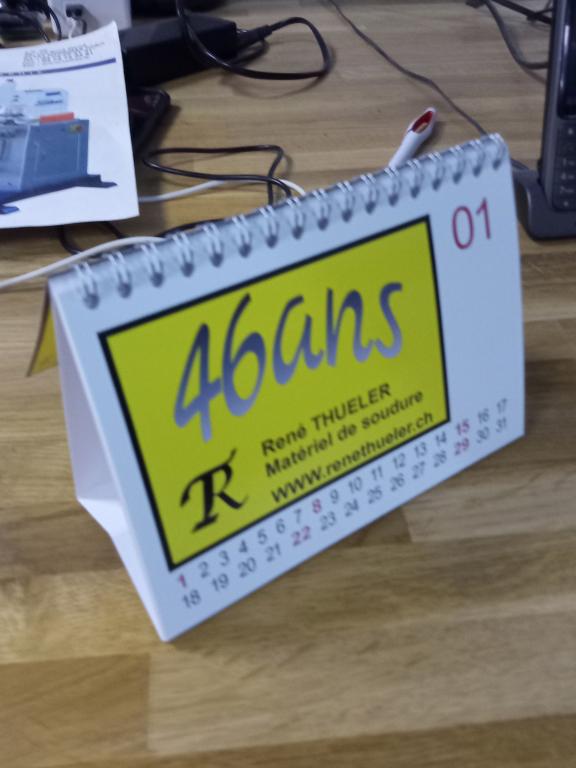 01
46ans
René THUELER
Matériel de soudure
www.renethueler.ch
R
1 2 3 4 5 6 7 8 9 10 11 12 13 14 15 16 17
18 19 20 21 22 23 24 25 26 27 28 29 30 31